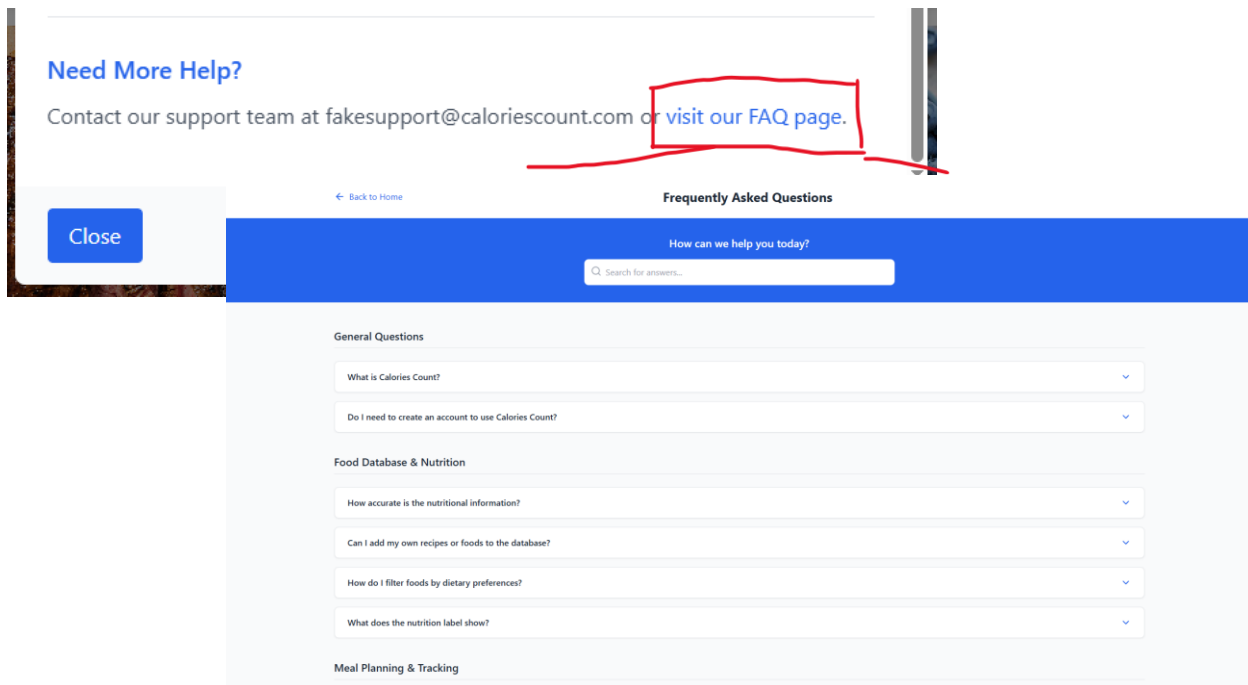 Need More Help?
Contact our support team at fakesupport@caloriescount.com or visit our FAQ page.
Close
← Back to Home
Frequently Asked Questions
How can we help you today?
Search for answers...
General Questions
What is Calories Count?
Do I need to create an account to use Calories Count?
Food Database & Nutrition
How accurate is the nutritional information?
Can I add my own recipes or foods to the database?
How do I filter foods by dietary preferences?
What does the nutrition label show?
Meal Planning & Tracking